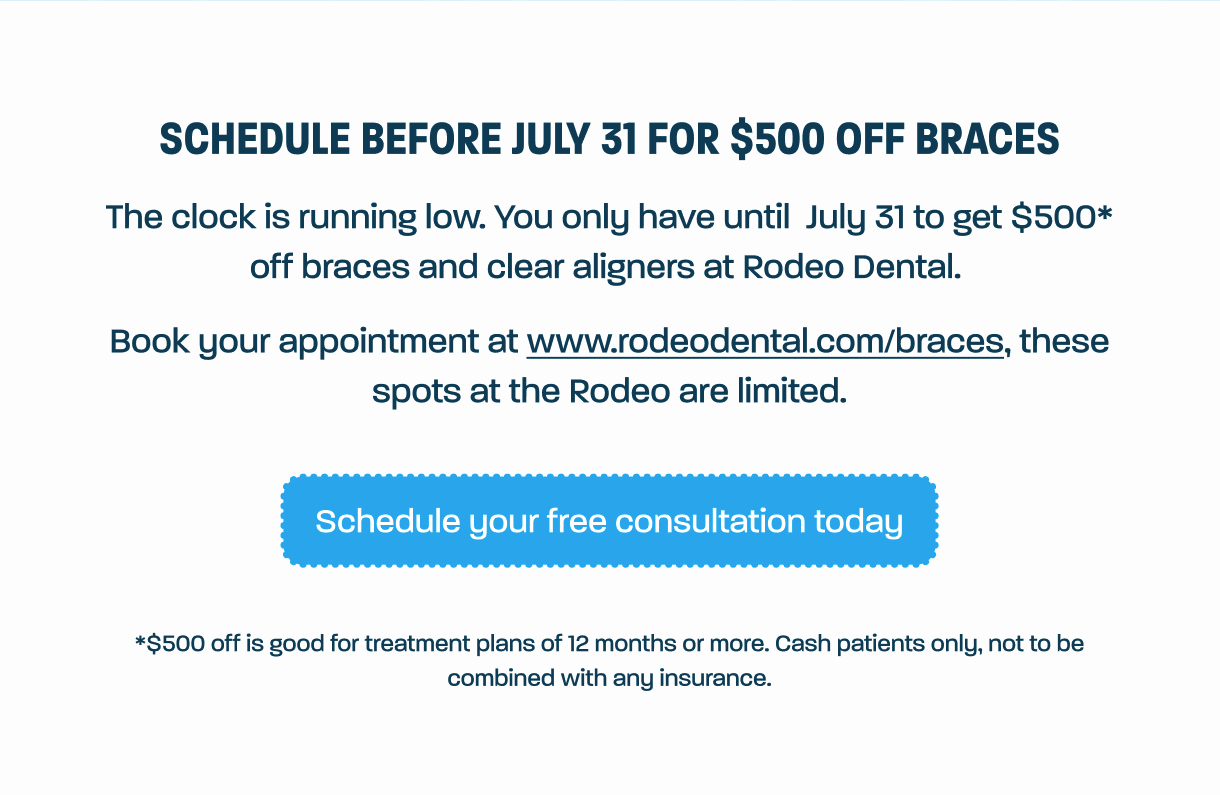 SCHEDULE BEFORE JULY 31 FOR $500 OFF BRACES
The clock is running low. You only have until  July 31 to get $500*
off braces and clear aligners at Rodeo Dental.
Book your appointment at www.rodeodental.com/braces, these
spots at the Rodeo are limited.
Schedule your free consultation today
*$500 off is good for treatment plans of 12 months or more. Cash patients only, not to be
combined with any insurance.